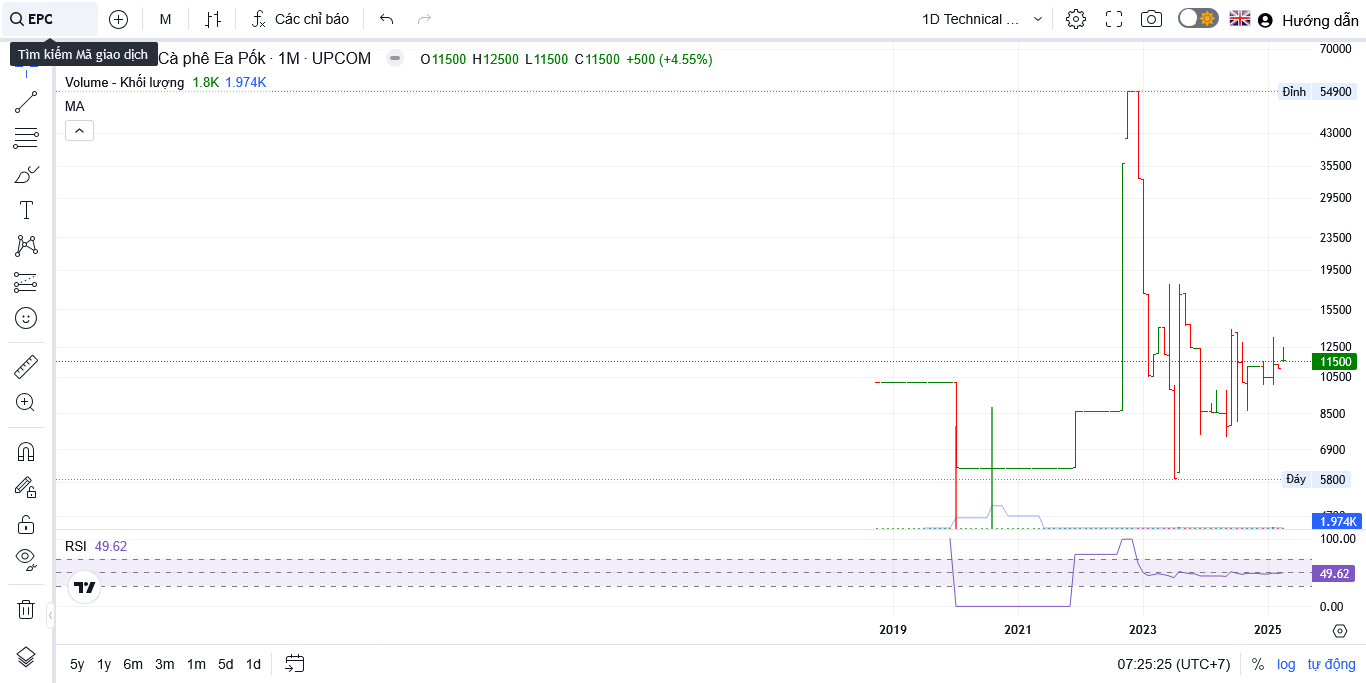 EPC M Các chỉ báo 1D Technical ... Hướng dẫn
Tìm kiếm Mã giao dịch
Cà phê Ea Pốk · 1M · UPCOM O11500 H12500 L11500 C11500 +500 (+4.55%)
Volume - Khối lượng 1.8K 1.974K
MA
70000
Đỉnh 54900
43000
35500
29500
23500
19500
15500
12500
11500
10500
8500
6900
Đáy 5800
1.974K
RSI 49.62
100.00
49.62
0.00
2019 2021 2023 2025
5y 1y 6m 3m 1m 5d 1d 07:25:25 (UTC+7) % log tự động